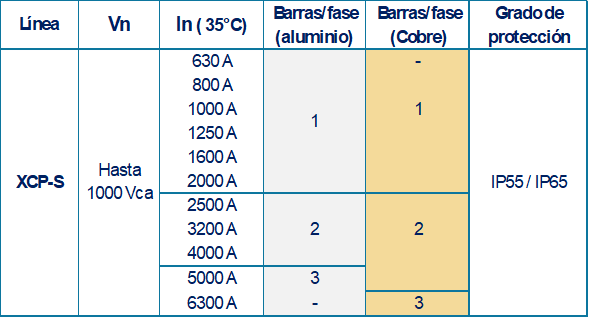 Línea Vn In ( 35°C) Barras/fase (aluminio) Barras/fase (Cobre) Grado de protección
630 A -
800 A
1000 A 1
1250 A 1
1600 A
2000 A
XCP-S Hasta 1000 Vca IP55 / IP65
2500 A
3200 A 2 2
4000 A
5000 A 3
6300 A - 3